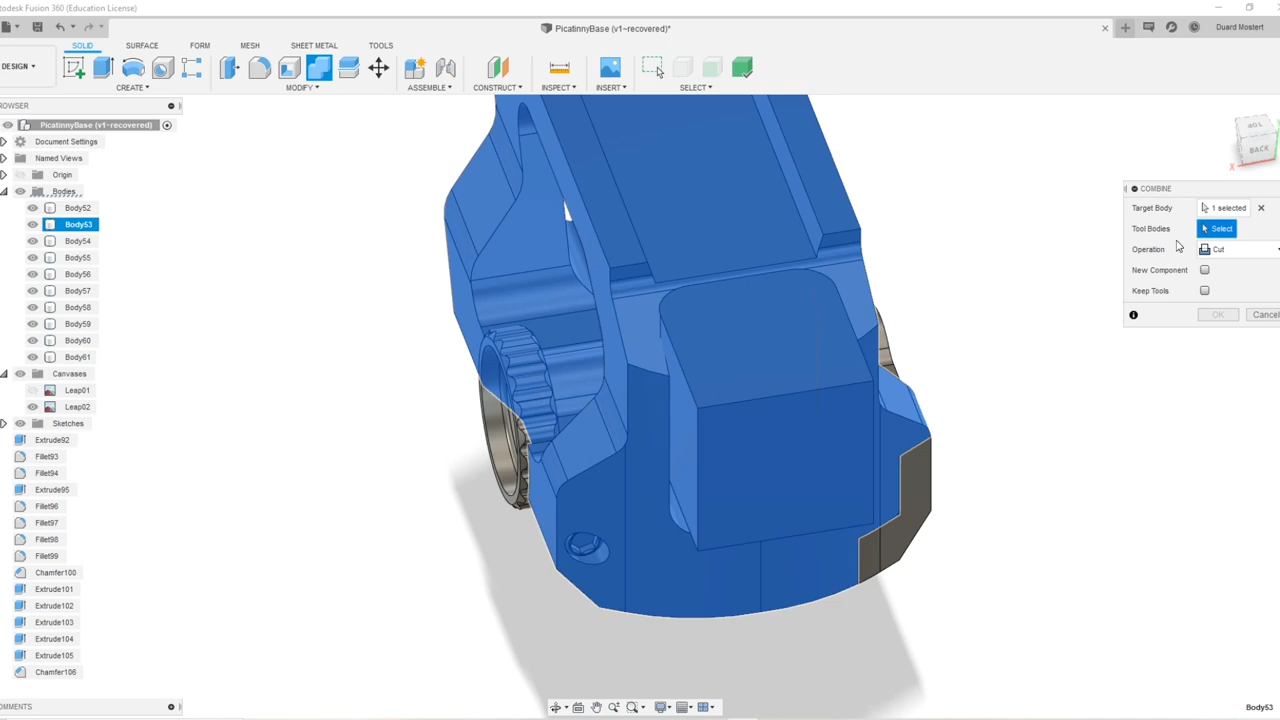 utodesk Fusion 360 (Education License)
PicatinnyBase (v1~recovered)*
Duard Mostert
SOLID SURFACE FORM MESH SHEET METAL TOOLS
DESIGN
CREATE MODIFY ASSEMBLE CONSTRUCT INSPECT INSERT SELECT
ROWSER
PicatinnyBase (v1~recovered)
Document Settings
Named Views
Origin
Bodies
Body52
Body53
Body54
Body55
Body56
Body57
Body58
Body59
Body60
Body61
Canvases
Leap01
Leap02
Sketches
Extrude92
Fillet93
Fillet94
Extrude95
Fillet96
Fillet97
Fillet98
Fillet99
Chamfer100
Extrude101
Extrude102
Extrude103
Extrude104
Extrude105
Chamfer106
OMMENTS
TOP
BACK
X
COMBINE
Target Body 1 selected
Tool Bodies Select
Operation Cut
New Component
Keep Tools
OK Cancel
Body53